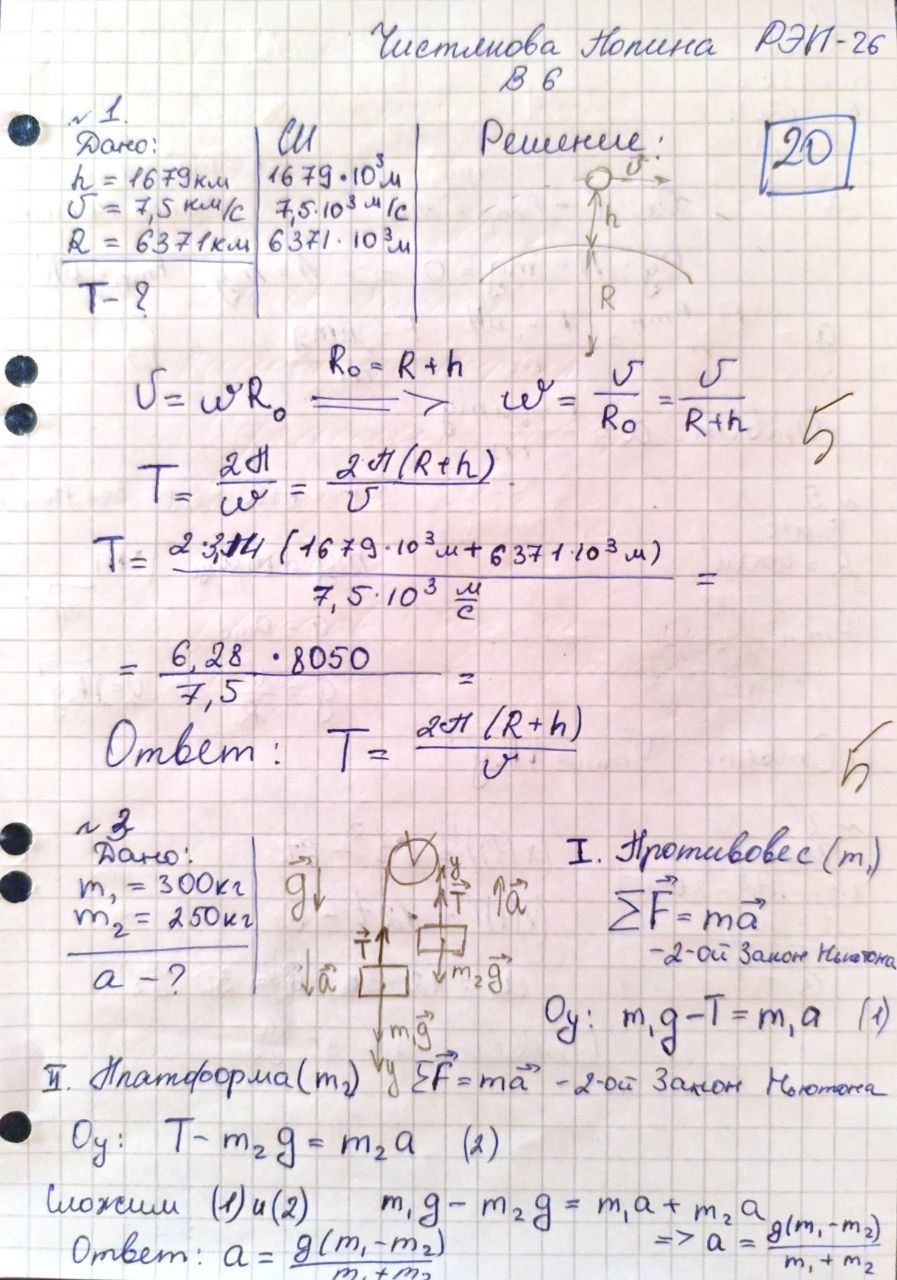 Чистякова Полина РЭП-26
В 6
20
№1.
Дано:
h = 1679 км
υ = 7,5 км/с
R = 6371 км
T - ?
СИ
1679·10³ м
7,5·10³ м/с
6371·10³ м
Решение:
υ
h
R
υ = ωR₀ ===> R₀ = R + h ω = υ/R₀ = υ/(R+h)
5
T = 2π/ω = 2π(R+h)/υ
T = 2·3,14 (1679·10³ м + 6371·10³ м) / 7,5·10³ м/с =
= 6,28 · 8050 / 7,5 =
Ответ: T = 2π(R+h)/υ
5
№3
Дано:
m₁ = 300 кг
m₂ = 250 кг
a - ?
g⃗
a⃗
T⃗
m₁g⃗
y
y
T⃗
a⃗
m₂g⃗
I. Противовес (m₁)
ΣF⃗ = ma⃗
- 2-ой Закон Ньютона
Oy: m₁g - T = m₁a (1)
II. Платформа (m₂) ΣF⃗ = ma⃗ - 2-ой Закон Ньютона
Oy: T - m₂g = m₂a (2)
Сложим (1) и (2) m₁g - m₂g = m₁a + m₂a
=> a = g(m₁ - m₂)/(m₁ + m₂)
Ответ: a = g(m₁ - m₂)/(m₁ + m₂)